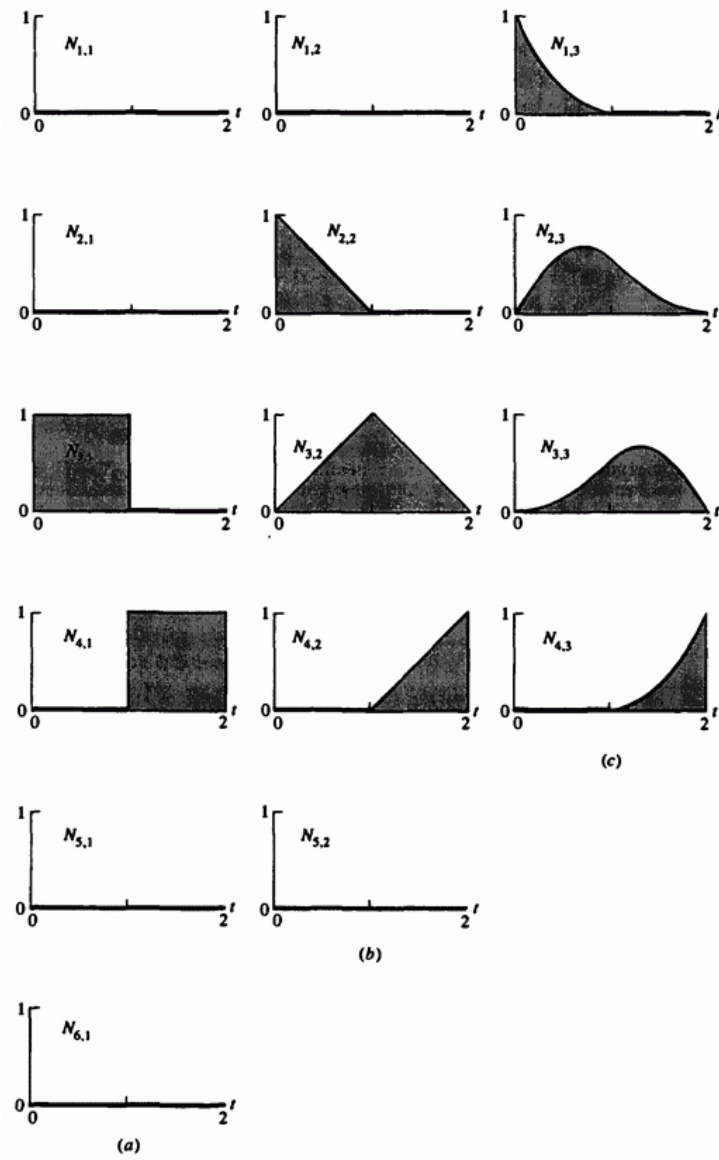 1 N1,1 0 0 2 t
1 N1,2 0 0 2 t
1 N1,3 0 0 2 t
1 N2,1 0 0 2 t
1 N2,2 0 0 2 t
1 N2,3 0 0 2 t
1 0 0 2 t
1 N3,2 0 0 2 t
1 N3,3 0 0 2 t
1 N4,1 0 0 2 t
1 N4,2 0 0 2 t
1 N4,3 0 0 2 t
(c)
1 N5,1 0 0 2 t
1 N5,2 0 0 2 t
(b)
1 N6,1 0 0 2 t
(a)